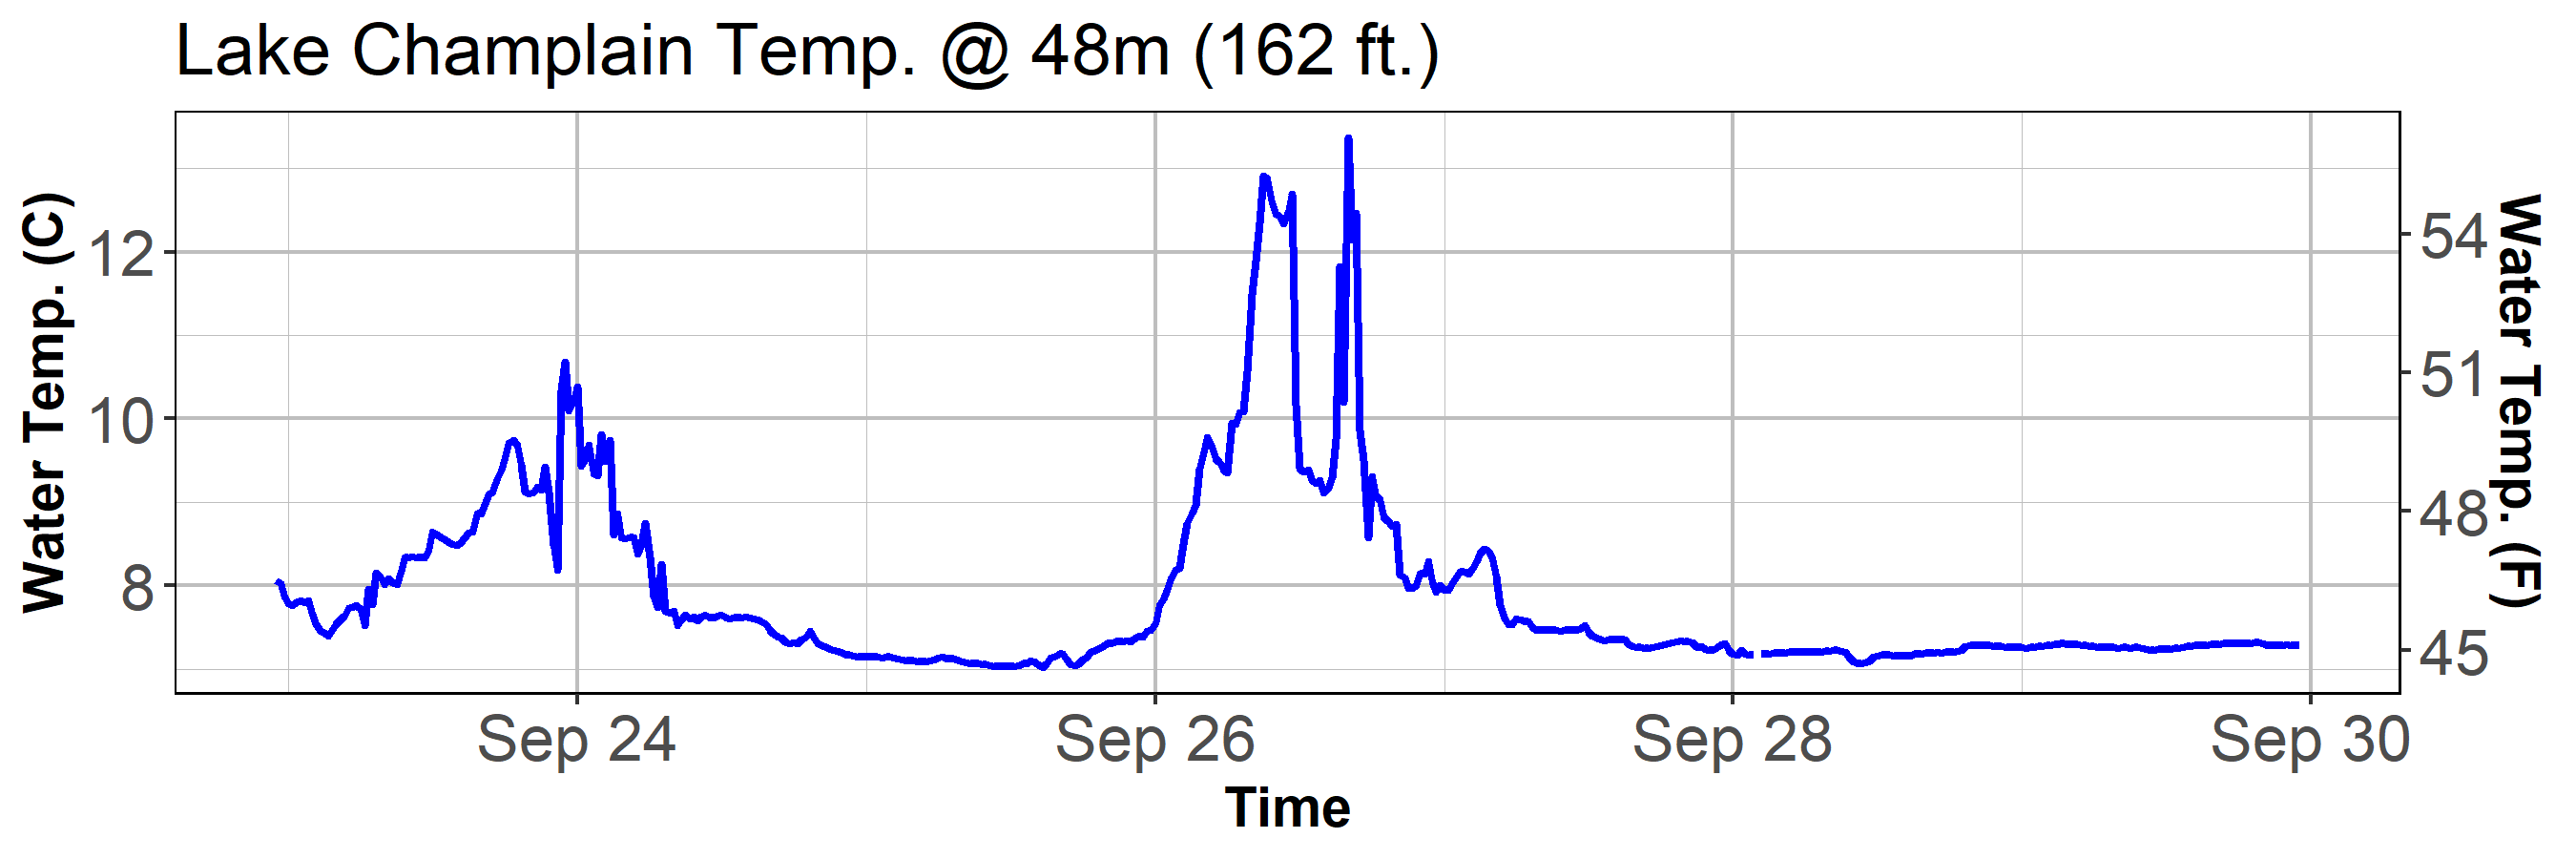 Lake Champlain Temp. @ 48m (162 ft.)
Water Temp. (C)
12
10
8
54
51
48
45
Water Temp. (F)
Sep 24
Sep 26
Sep 28
Sep 30
Time